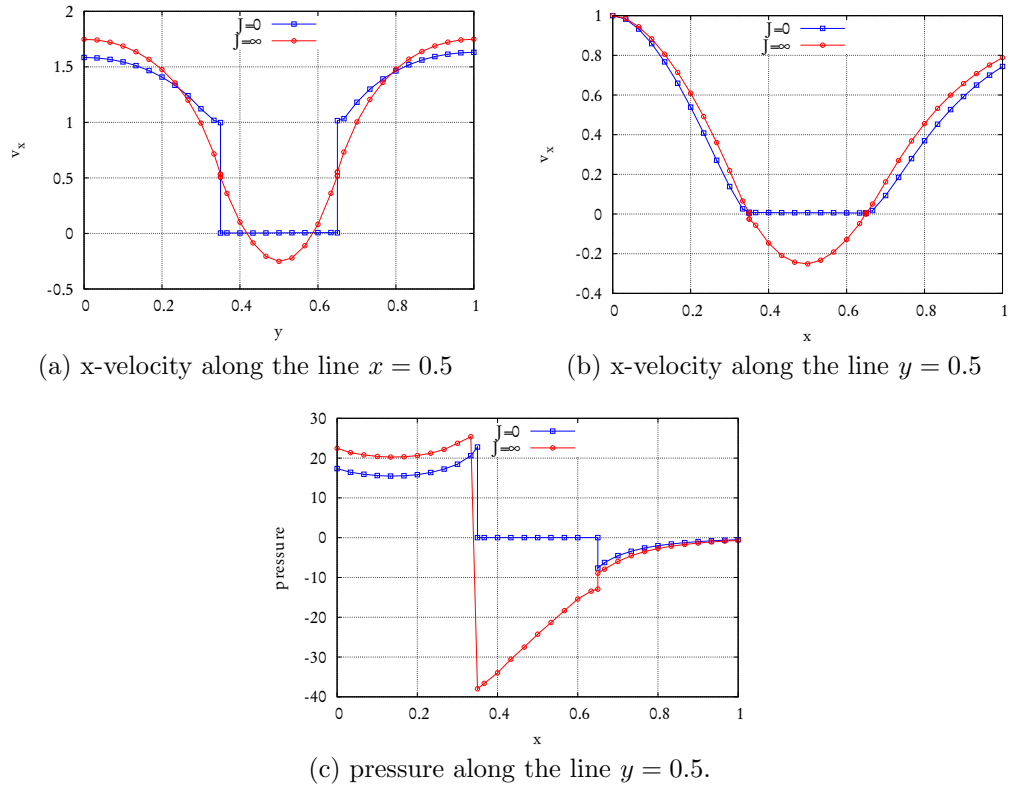 J=0
J=∞
2
1.5
1
0.5
0
-0.5
v_x
0 0.2 0.4 0.6 0.8 1
y
(a) x-velocity along the line x = 0.5
J=0
J=∞
1
0.8
0.6
0.4
0.2
0
-0.2
-0.4
v_x
0 0.2 0.4 0.6 0.8 1
x
(b) x-velocity along the line y = 0.5
J=0
J=∞
30
20
10
0
-10
-20
-30
-40
pressure
0 0.2 0.4 0.6 0.8 1
x
(c) pressure along the line y = 0.5.